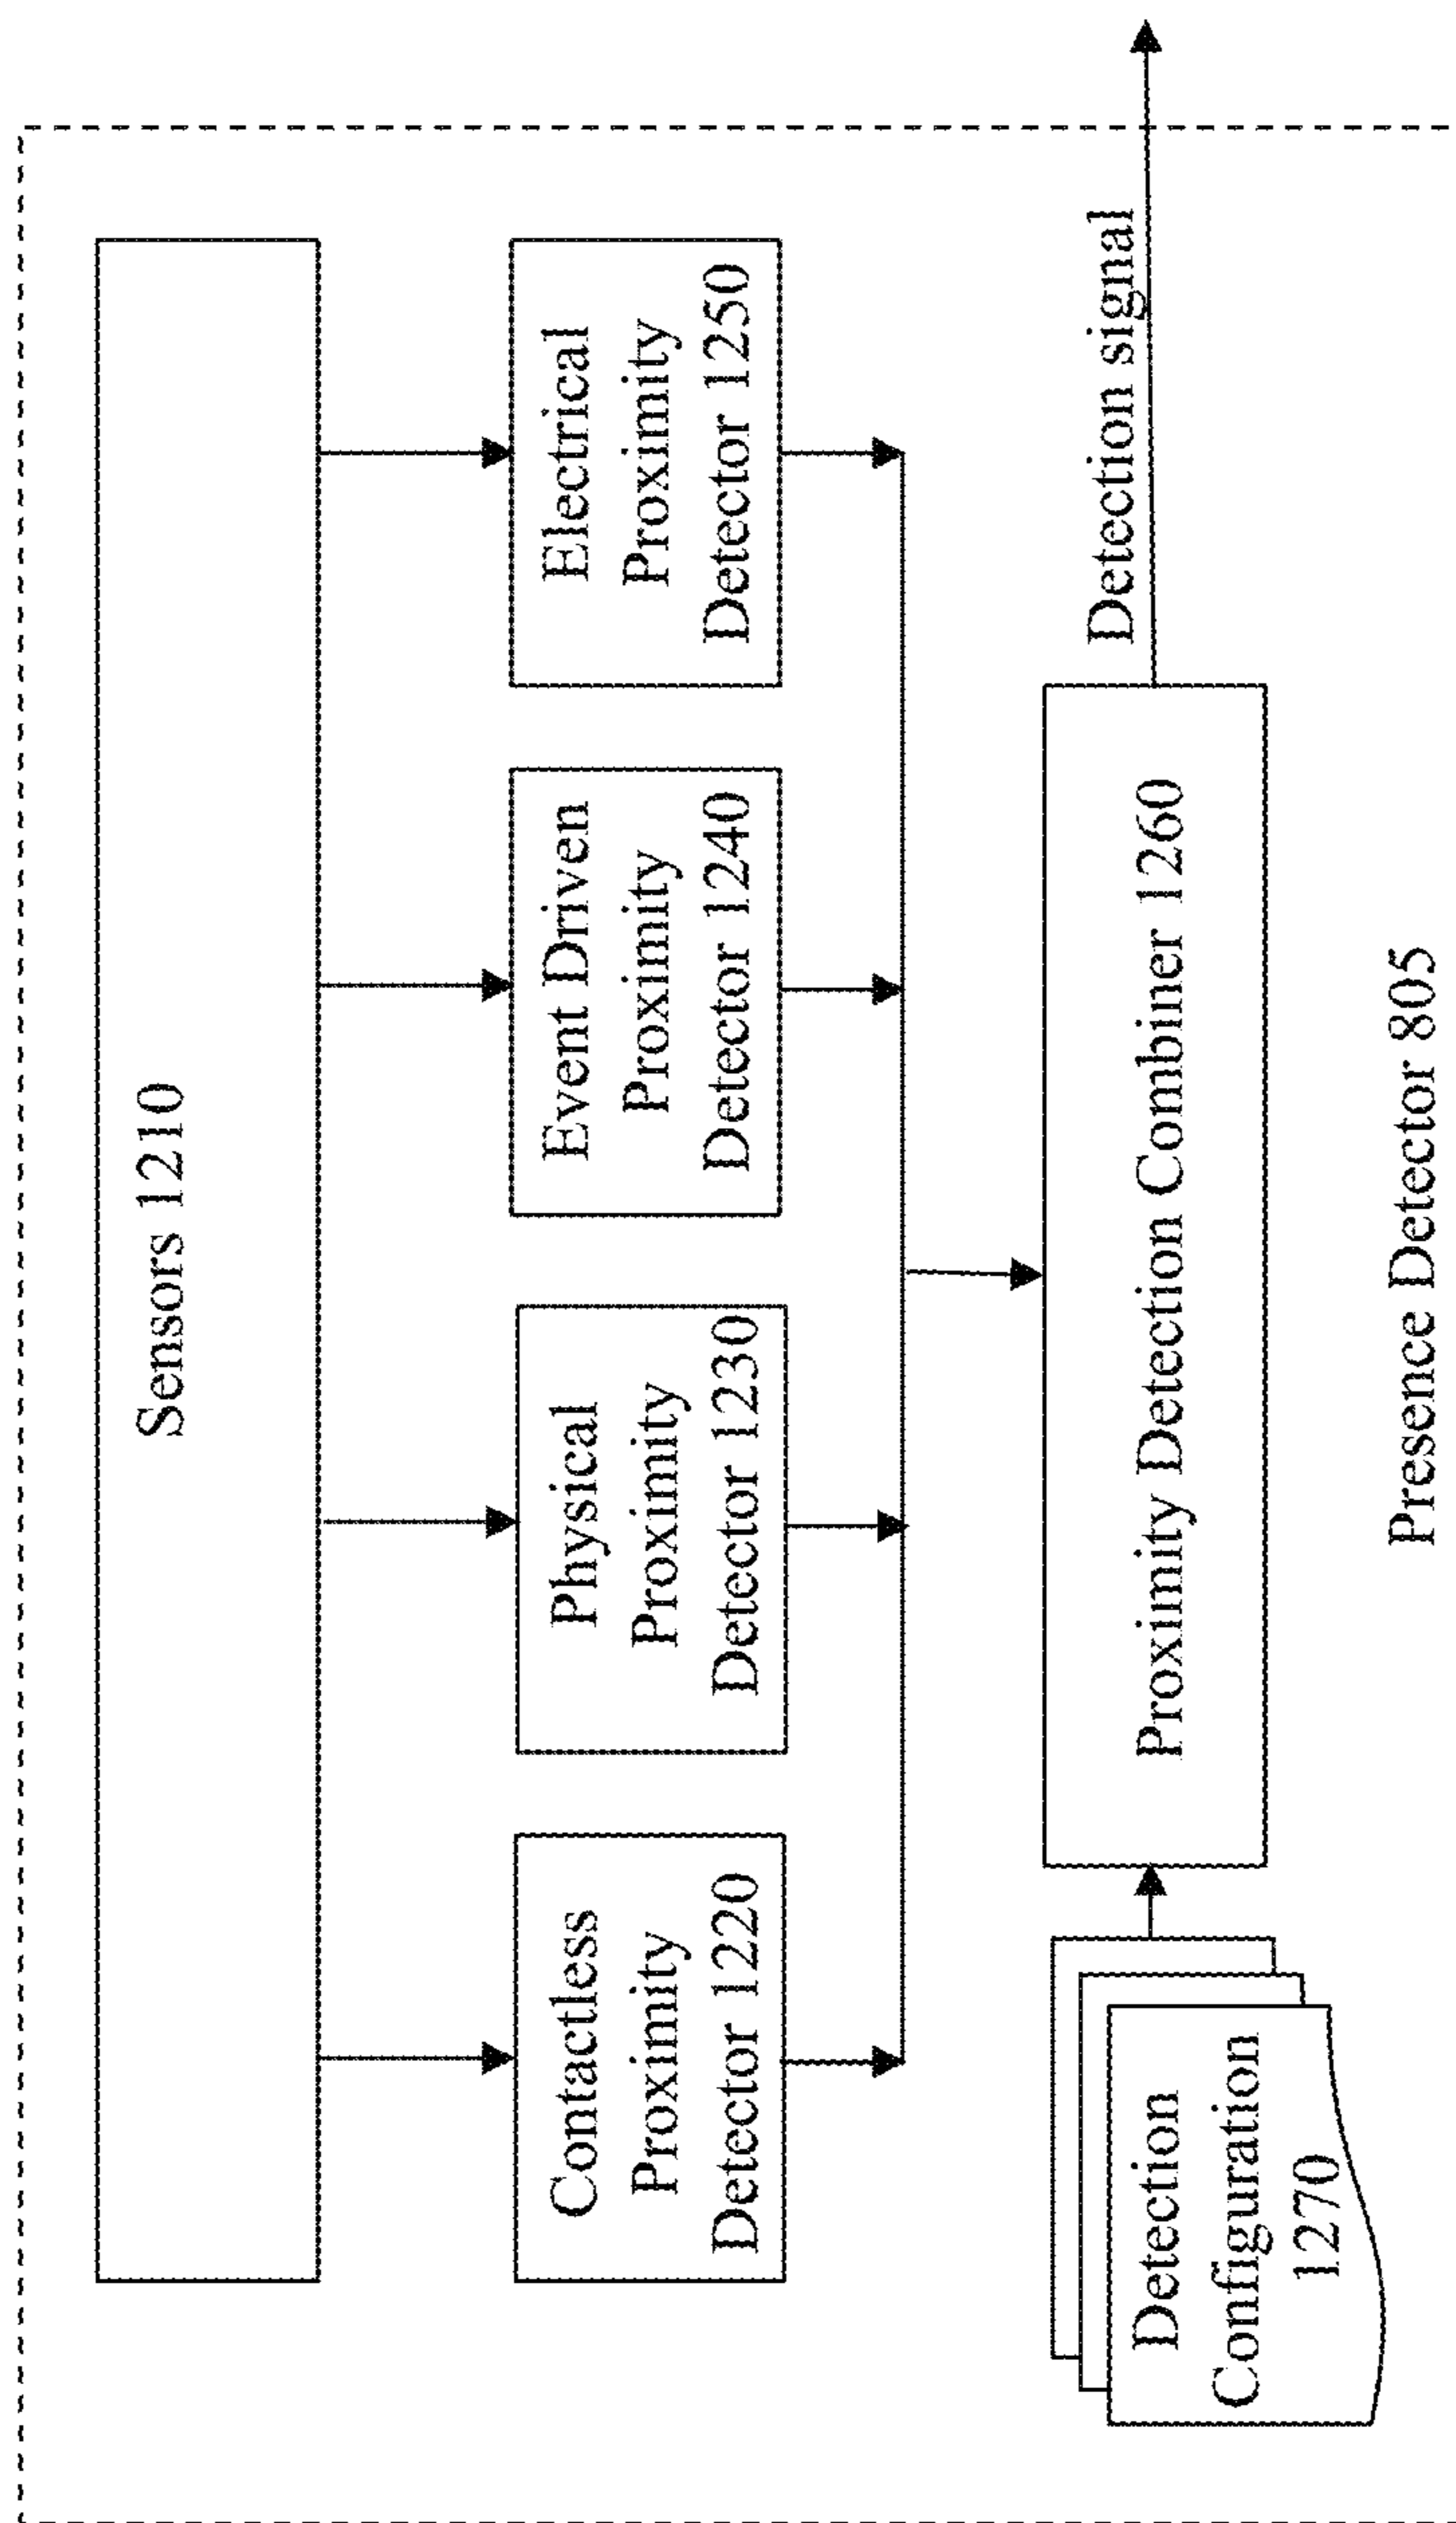 Sensors 1210
Contactless
Proximity
Detector 1220
Physical
Proximity
Detector 1230
Event Driven
Proximity
Detector 1240
Electrical
Proximity
Detector 1250
Detection signal
Proximity Detection Combiner 1260
Detection
Configuration
1270
Presence Detector 805